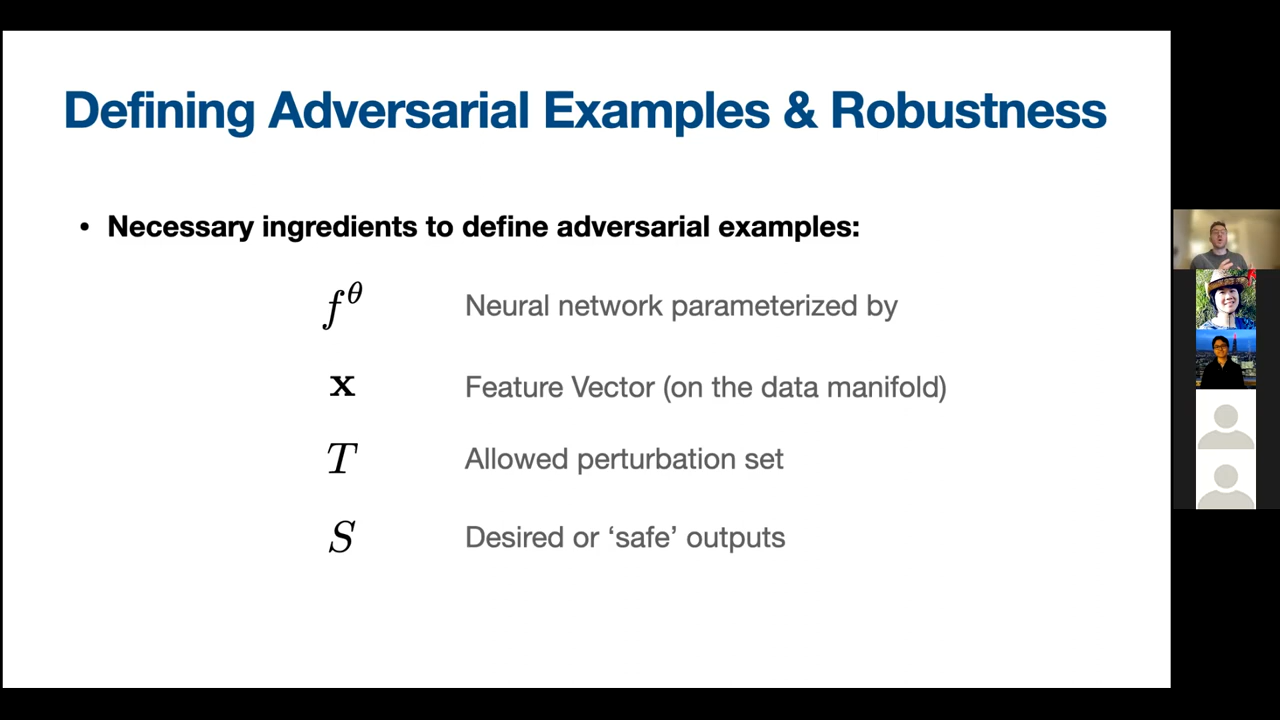 Defining Adversarial Examples & Robustness
• Necessary ingredients to define adversarial examples:
f^θ Neural network parameterized by
x Feature Vector (on the data manifold)
T Allowed perturbation set
S Desired or ‘safe’ outputs